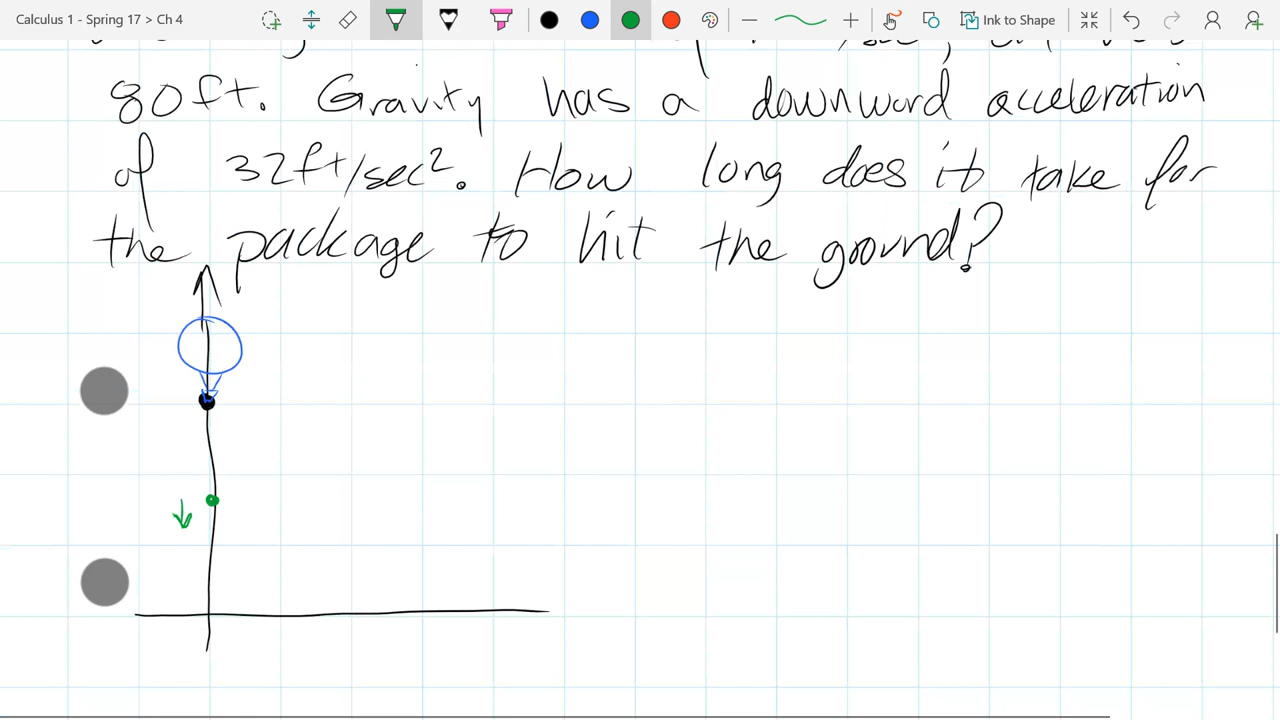 Calculus 1 - Spring 17 > Ch 4
Ink to Shape
80ft. Gravity has a downward acceleration
of 32ft/sec². How long does it take for
the package to hit the ground?